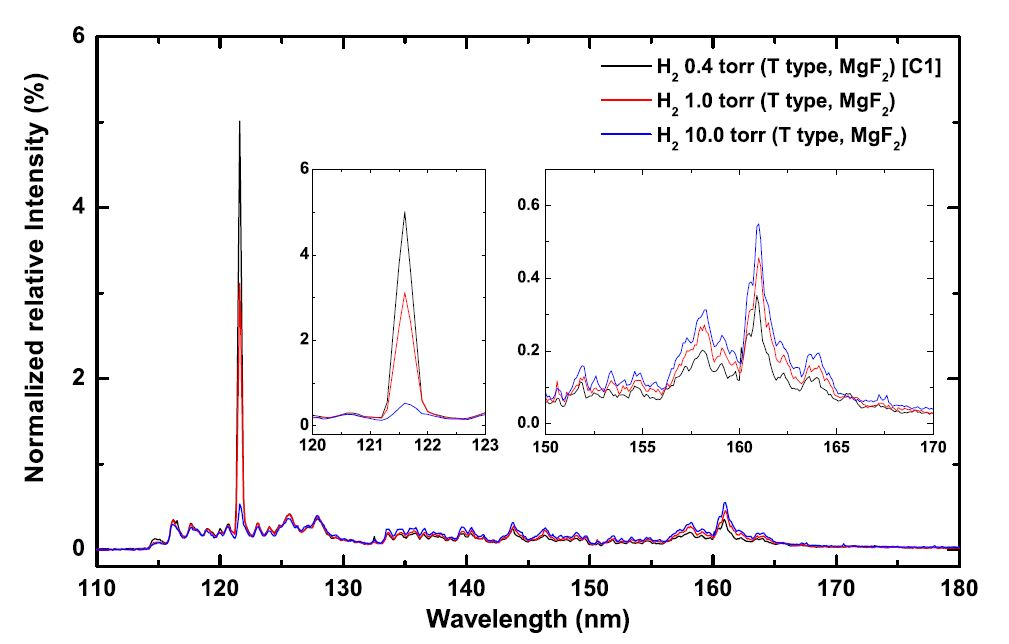 Normalized relative Intensity (%)
6
4
2
0
H₂ 0.4 torr (T type, MgF₂) [C1]
H₂ 1.0 torr (T type, MgF₂)
H₂ 10.0 torr (T type, MgF₂)
6
4
2
0
120 121 122 123
0.6
0.4
0.2
0.0
150 155 160 165 170
110 120 130 140 150 160 170 180
Wavelength (nm)